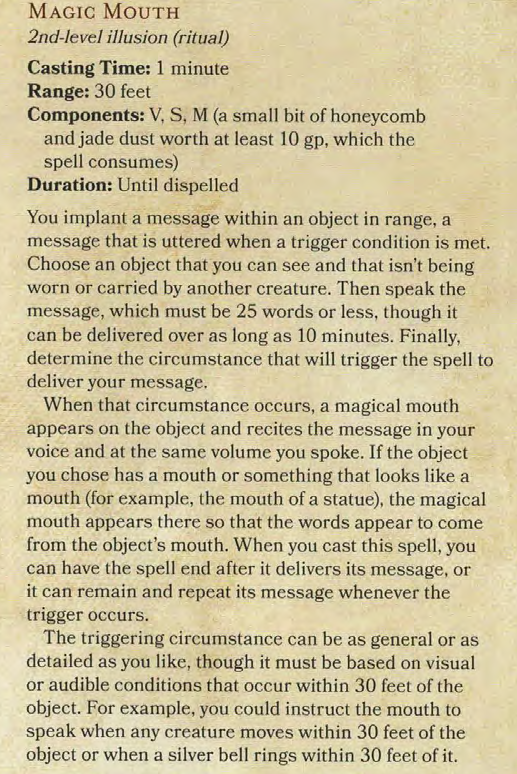 MAGIC MOUTH
2nd-level illusion (ritual)
Casting Time: 1 minute
Range: 30 feet
Components: V, S, M (a small bit of honeycomb
and jade dust worth at least 10 gp, which the
spell consumes)
Duration: Until dispelled
You implant a message within an object in range, a
message that is uttered when a trigger condition is met.
Choose an object that you can see and that isn't being
worn or carried by another creature. Then speak the
message, which must be 25 words or less, though it
can be delivered over as long as 10 minutes. Finally,
determine the circumstance that will trigger the spell to
deliver your message.
When that circumstance occurs, a magical mouth
appears on the object and recites the message in your
voice and at the same volume you spoke. If the object
you chose has a mouth or something that looks like a
mouth (for example, the mouth of a statue), the magical
mouth appears there so that the words appear to come
from the object's mouth. When you cast this spell, you
can have the spell end after it delivers its message, or
it can remain and repeat its message whenever the
trigger occurs.
The triggering circumstance can be as general or as
detailed as you like, though it must be based on visual
or audible conditions that occur within 30 feet of the
object. For example, you could instruct the mouth to
speak when any creature moves within 30 feet of the
object or when a silver bell rings within 30 feet of it.